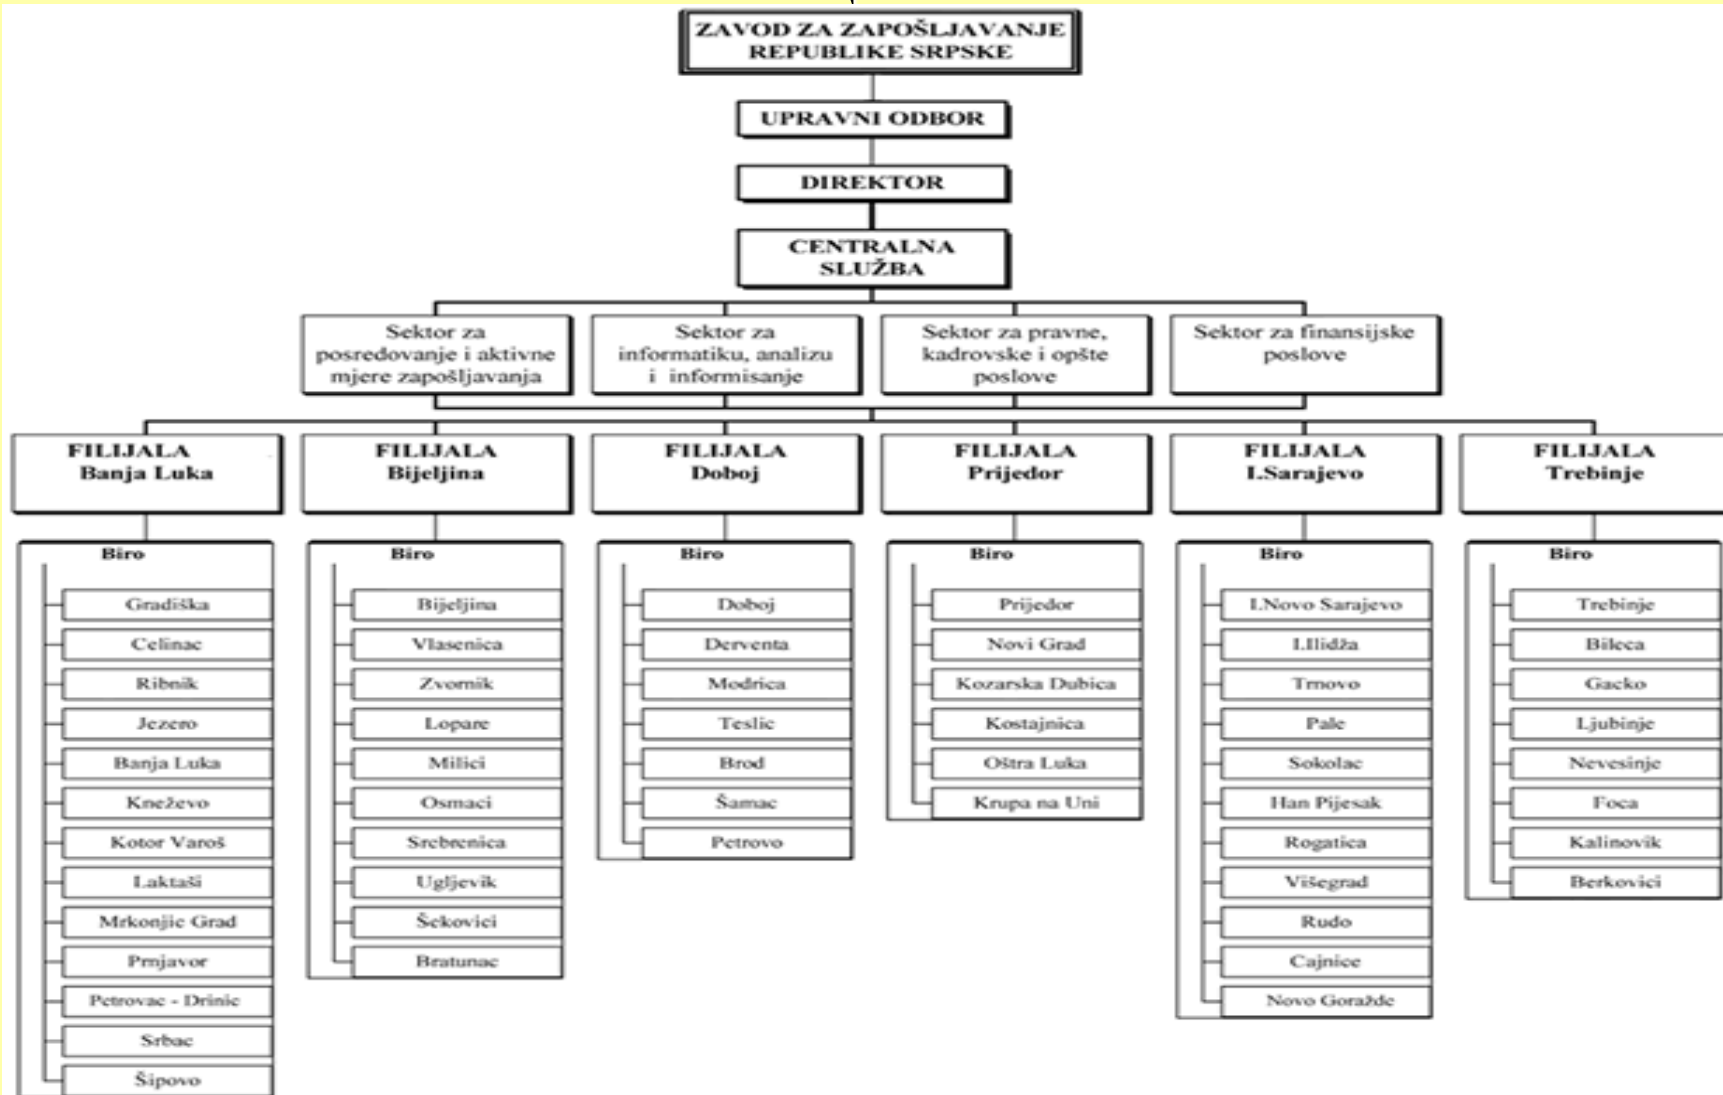 ZAVOD ZA ZAPOŠLJAVANJE
REPUBLIKE SRPSKE
UPRAVNI ODBOR
DIREKTOR
CENTRALNA
SLUŽBA
Sektor za
posredovanje i aktivne
mjere zapošljavanja
Sektor za
informatiku, analizu
i informisanje
Sektor za pravne,
kadrovske i opšte
poslove
Sektor za finansijske
poslove
FILIJALA
Banja Luka
FILIJALA
Bijeljina
FILIJALA
Doboj
FILIJALA
Prijedor
FILIJALA
I.Sarajevo
FILIJALA
Trebinje
Biro
Gradiška
Celinac
Ribnik
Jezero
Banja Luka
Kneževo
Kotor Varoš
Laktaši
Mrkonjic Grad
Prnjavor
Petrovac - Drinic
Srbac
Šipovo
Biro
Bijeljina
Vlasenica
Zvornik
Lopare
Milici
Osmaci
Srebrenica
Ugljevik
Šekovici
Bratunac
Biro
Doboj
Derventa
Modrica
Teslic
Brod
Šamac
Petrovo
Biro
Prijedor
Novi Grad
Kozarska Dubica
Kostajnica
Oštra Luka
Krupa na Uni
Biro
I.Novo Sarajevo
I.Ilidža
Trnovo
Pale
Sokolac
Han Pijesak
Rogatica
Višegrad
Rudo
Cajnice
Novo Goražde
Biro
Trebinje
Bileca
Gacko
Ljubinje
Nevesinje
Foca
Kalinovik
Berkovici